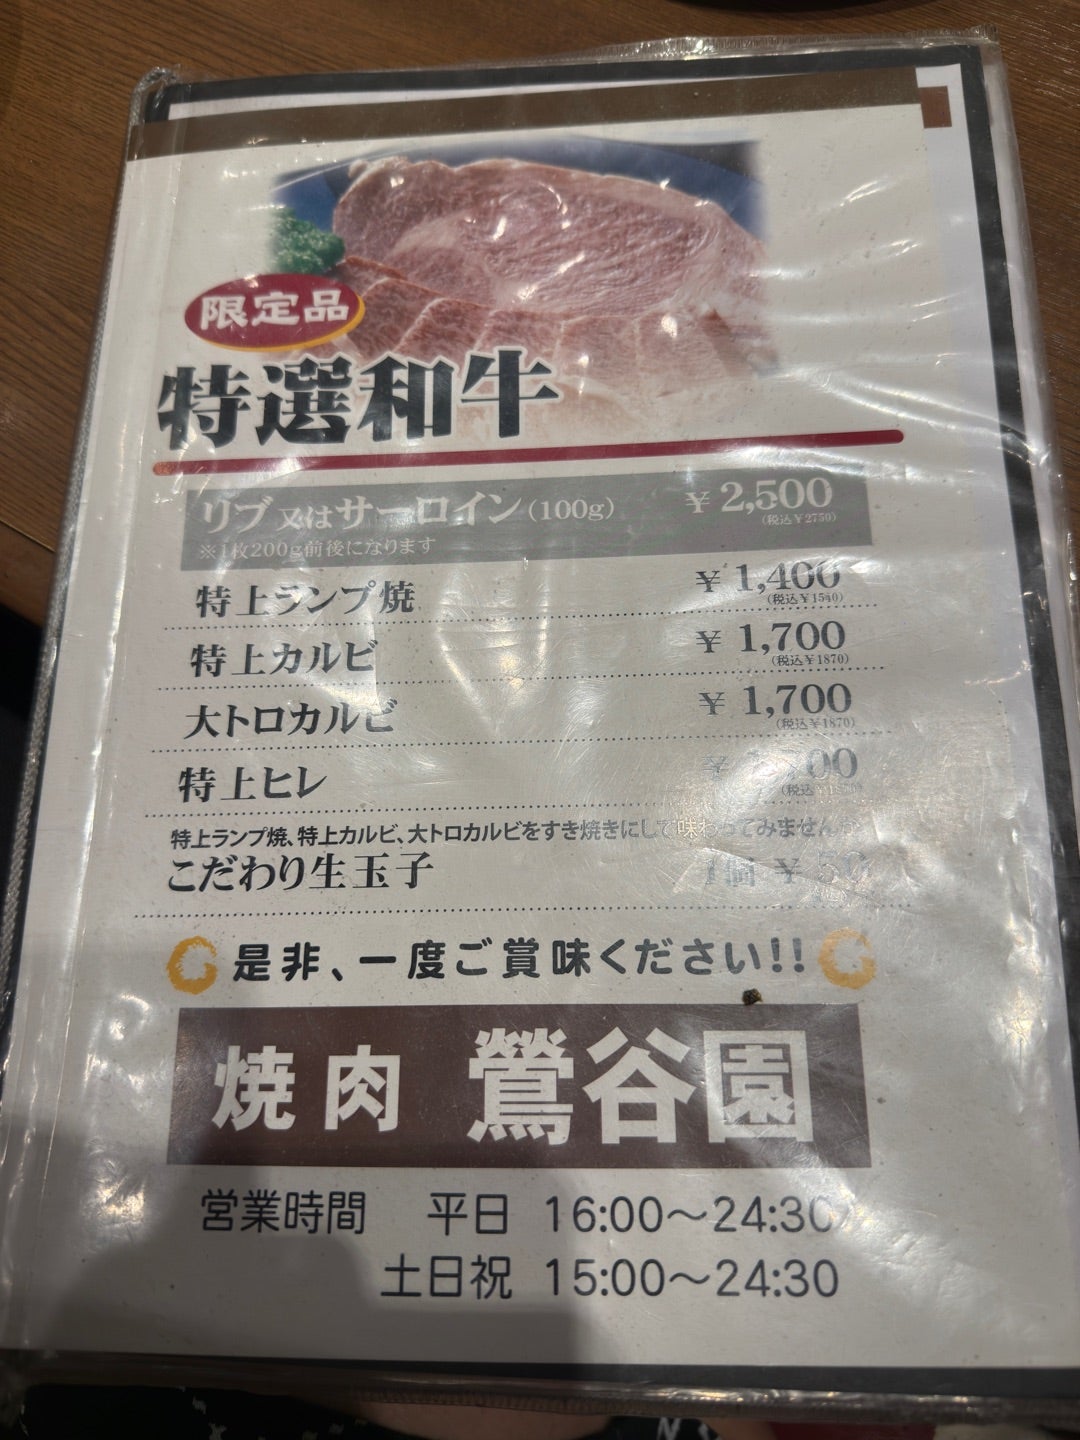 限定品
特選和牛
リブ又はサーロイン(100g) ¥2,500
(税込¥2750)
※1枚200g前後になります
特上ランプ焼 ¥1,400
(税込¥1540)
特上カルビ ¥1,700
(税込¥1870)
大トロカルビ ¥1,700
(税込¥1870)
特上ヒレ
特上ランプ焼、特上カルビ、大トロカルビをすき焼きにして味わってみませんか
こだわり生玉子 1個 ¥50
是非、一度ご賞味ください!!
焼肉 鶯谷園
営業時間 平日 16:00〜24:30
土日祝 15:00〜24:30